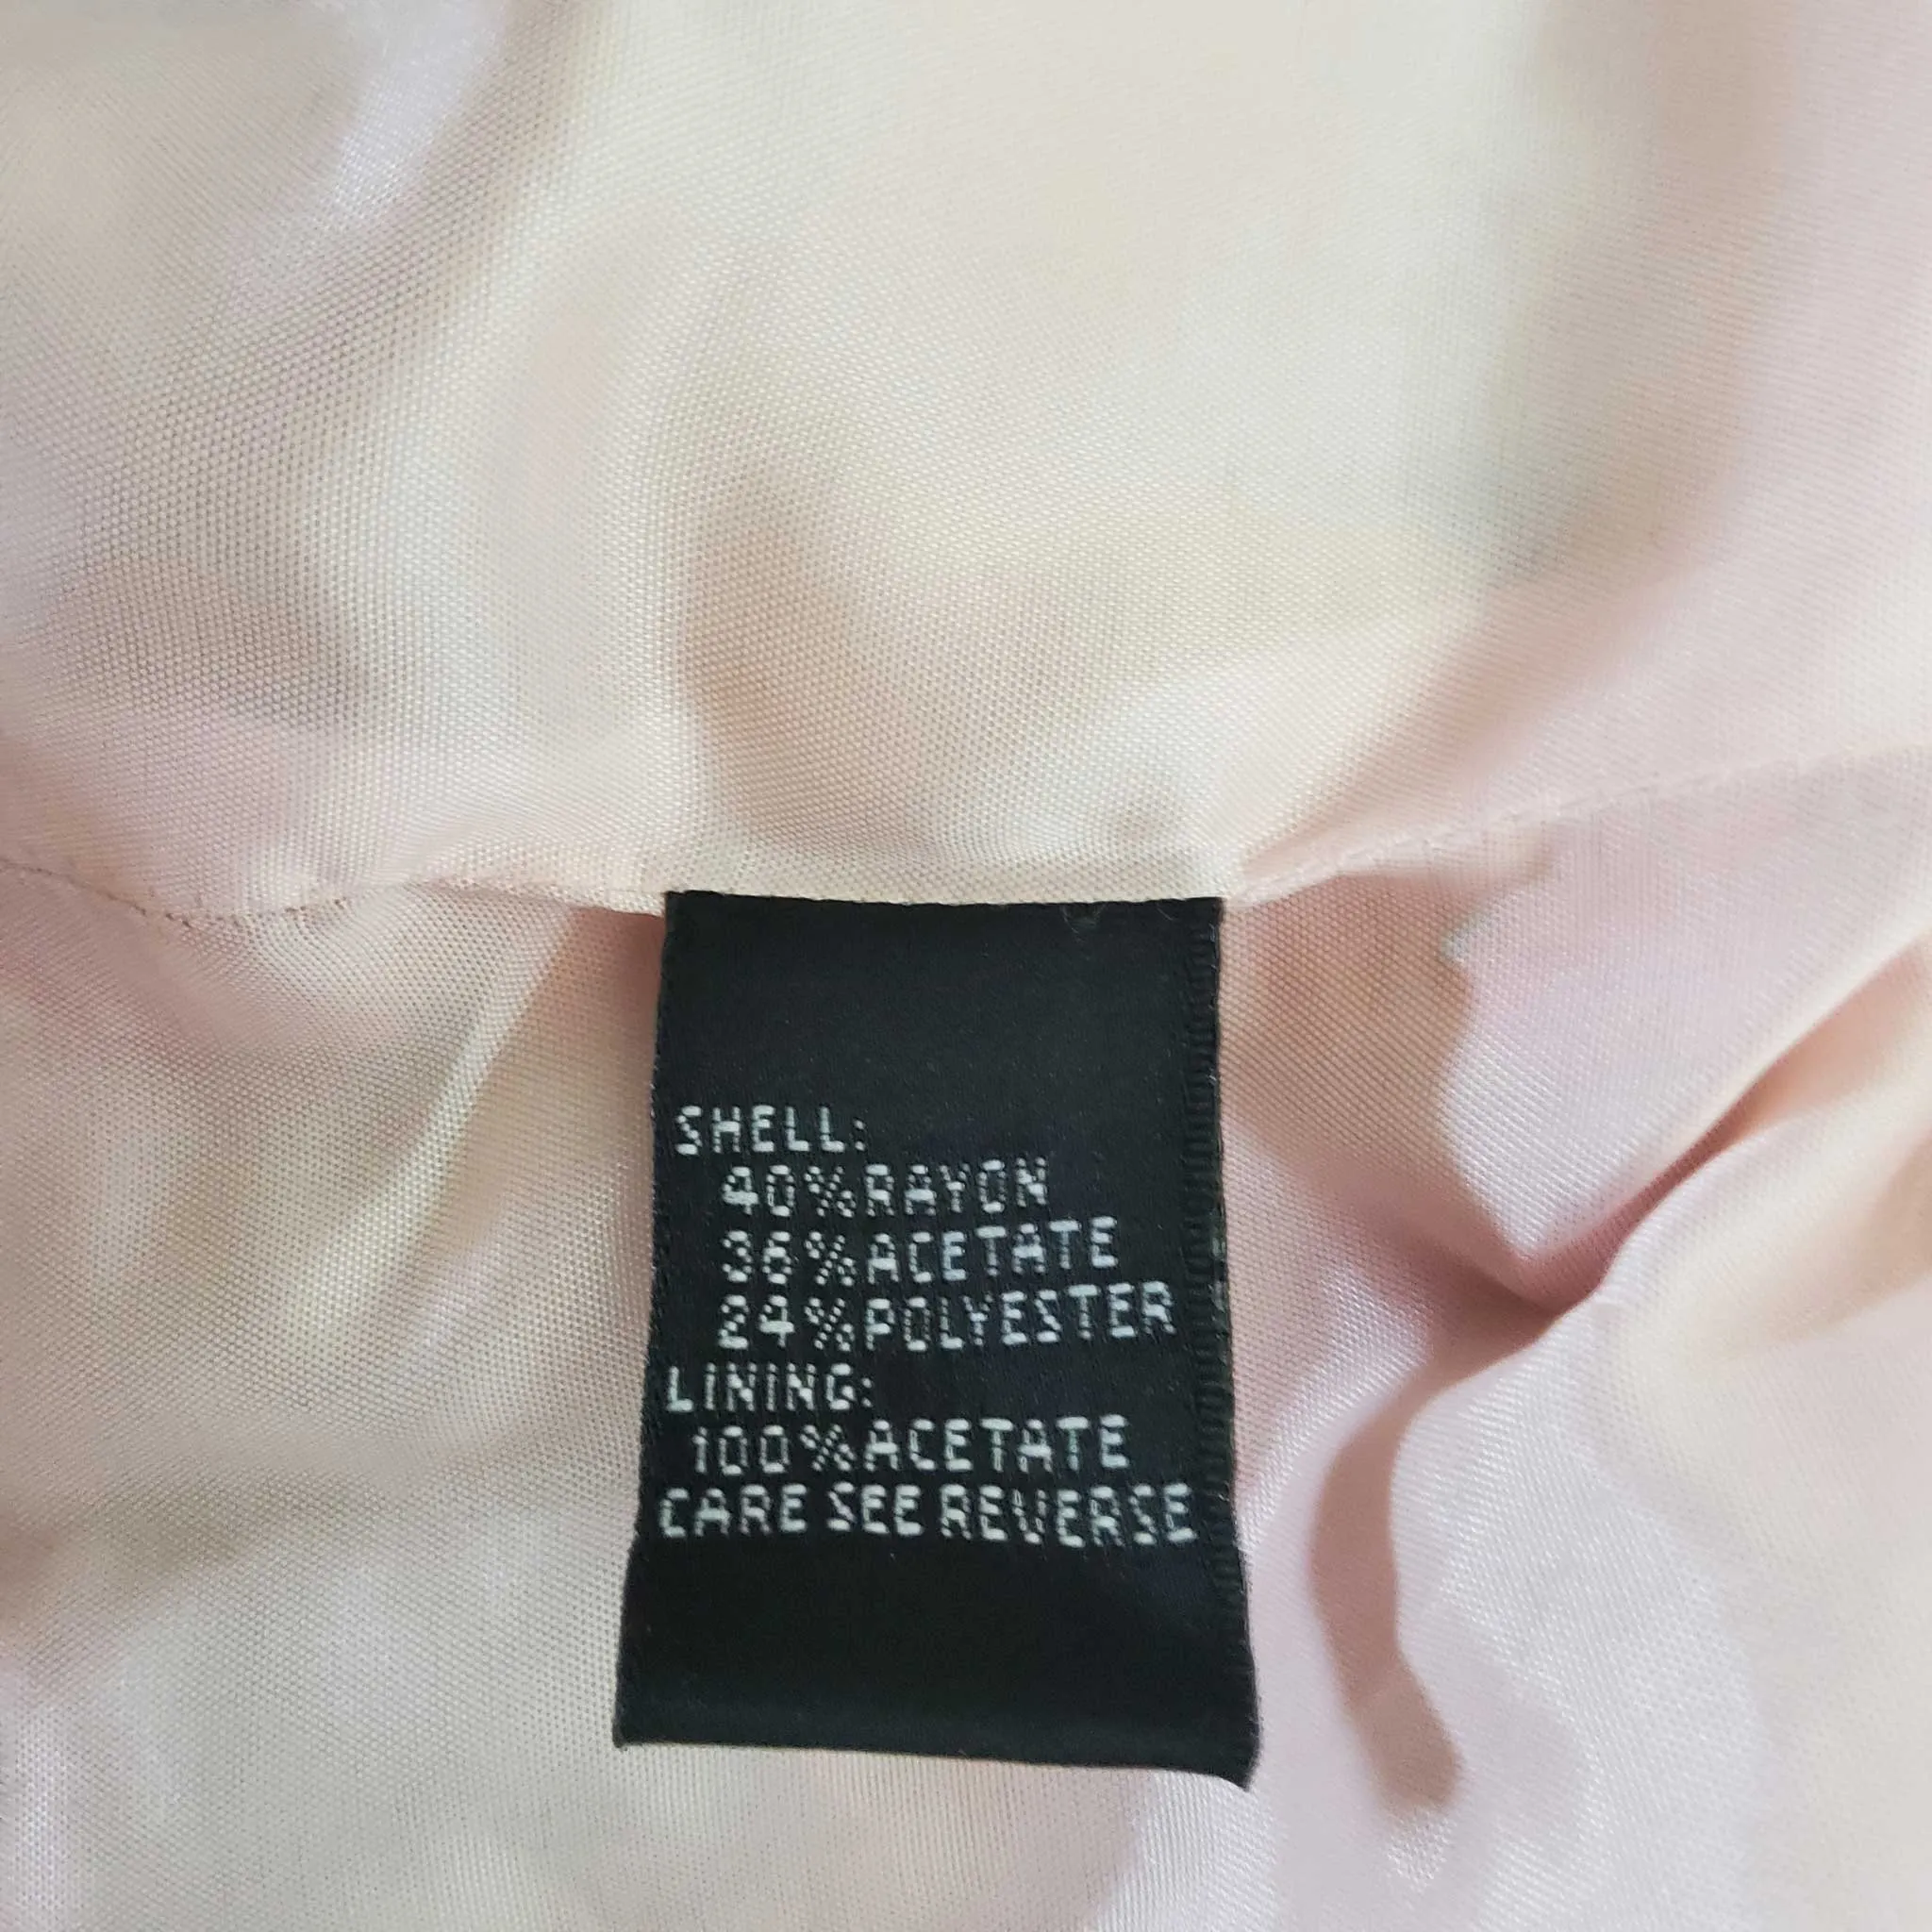 SHELL:
40%RAYON
36%ACETATE
24%POLYESTER
LINING:
100%ACETATE
CARE SEE REVERSE